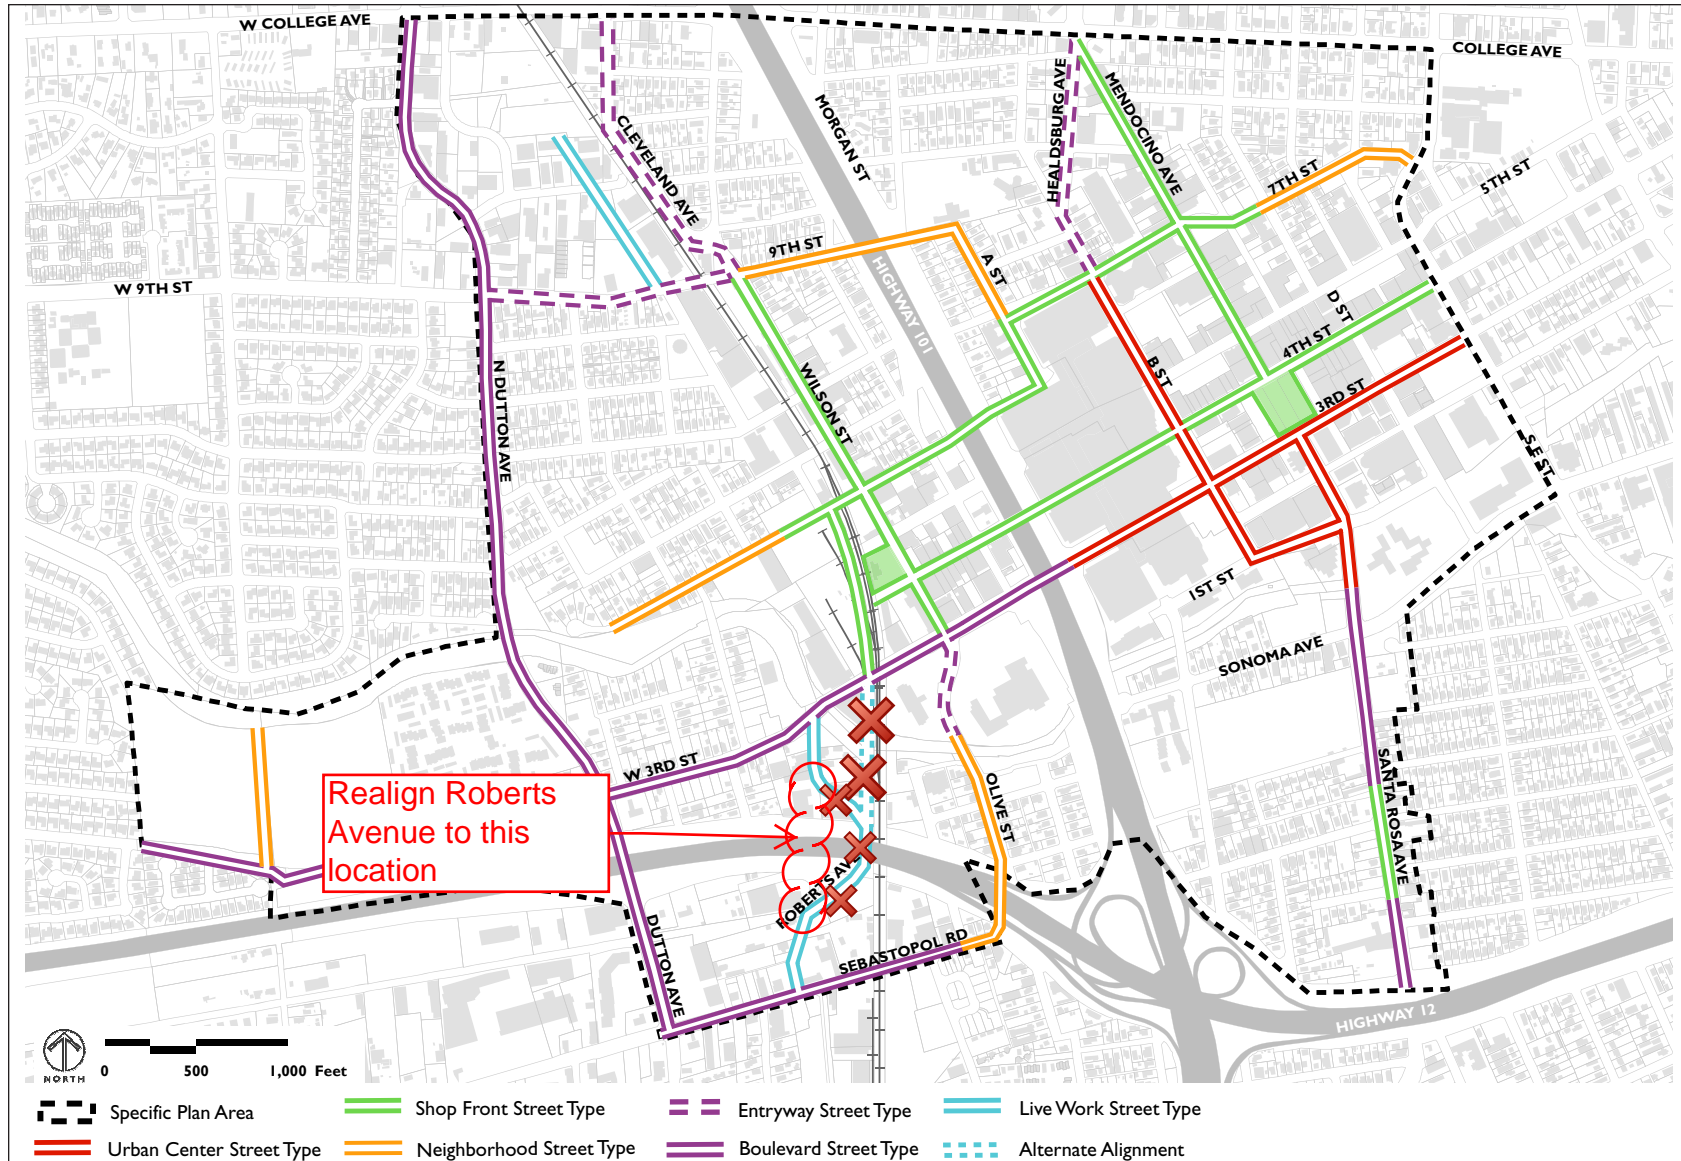 W COLLEGE AVE
COLLEGE AVE
HEALDSBURG AVE
MENDOCINO AVE
MORGAN ST
CLEVELAND AVE
7TH ST
5TH ST
9TH ST
A ST
W 9TH ST
HIGHWAY 101
D ST
4TH ST
B ST
3RD ST
N DUTTON AVE
WILSON ST
S E ST
1ST ST
SONOMA AVE
W 3RD ST
OLIVE ST
SANTA ROSA AVE
Realign Roberts
Avenue to this
location
ROBERTS AVE
DUTTON AVE
SEBASTOPOL RD
HIGHWAY 12
NORTH
0 500 1,000 Feet
Specific Plan Area
Shop Front Street Type
Entryway Street Type
Live Work Street Type
Urban Center Street Type
Neighborhood Street Type
Boulevard Street Type
Alternate Alignment